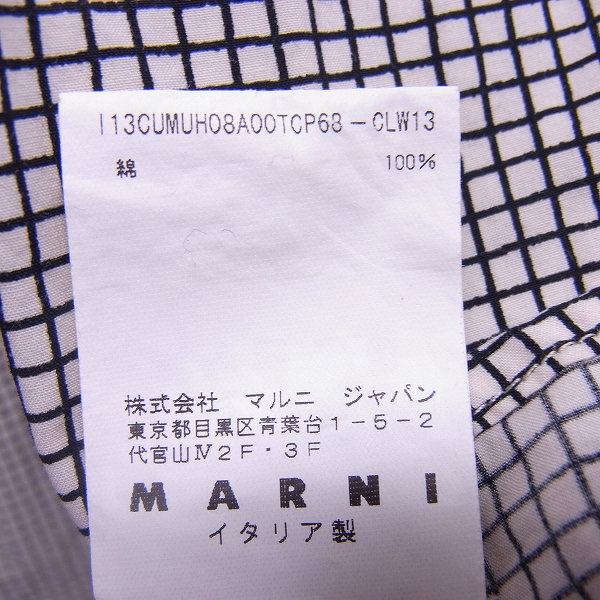 I13CUMUH08A00TCP68-CLW13
綿 100%
株式会社 マルニ ジャパン
東京都目黒区青葉台1-5-2
代官山Ⅳ2F・3F
MARNI
イタリア製